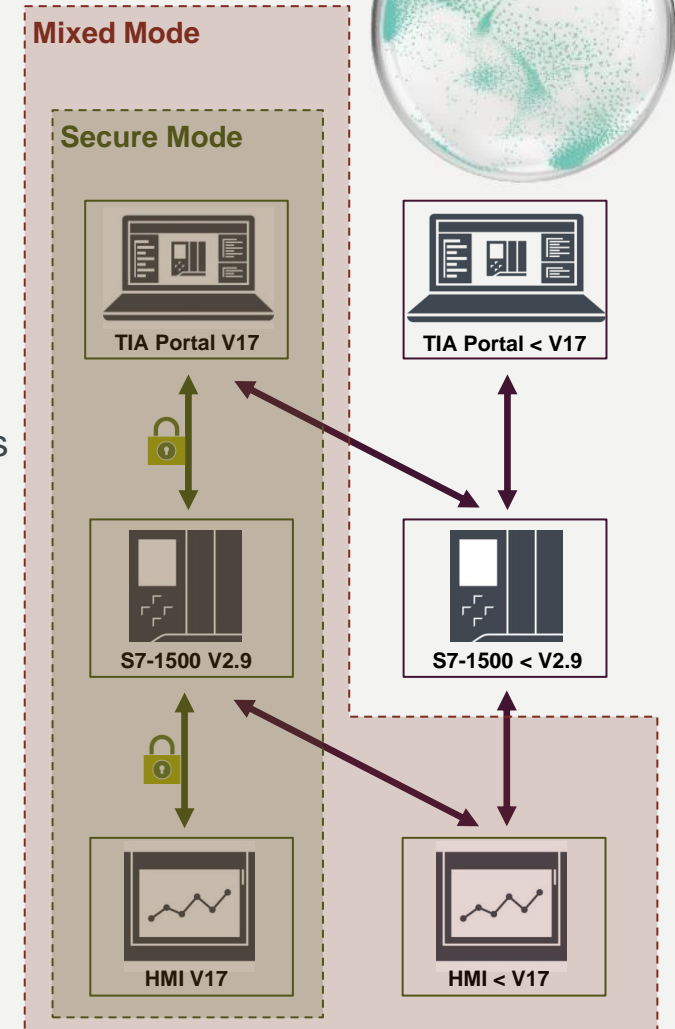 Mixed Mode
Secure Mode
TIA Portal V17
TIA Portal < V17
s
S7-1500 V2.9
S7-1500 < V2.9
HMI V17
HMI < V17